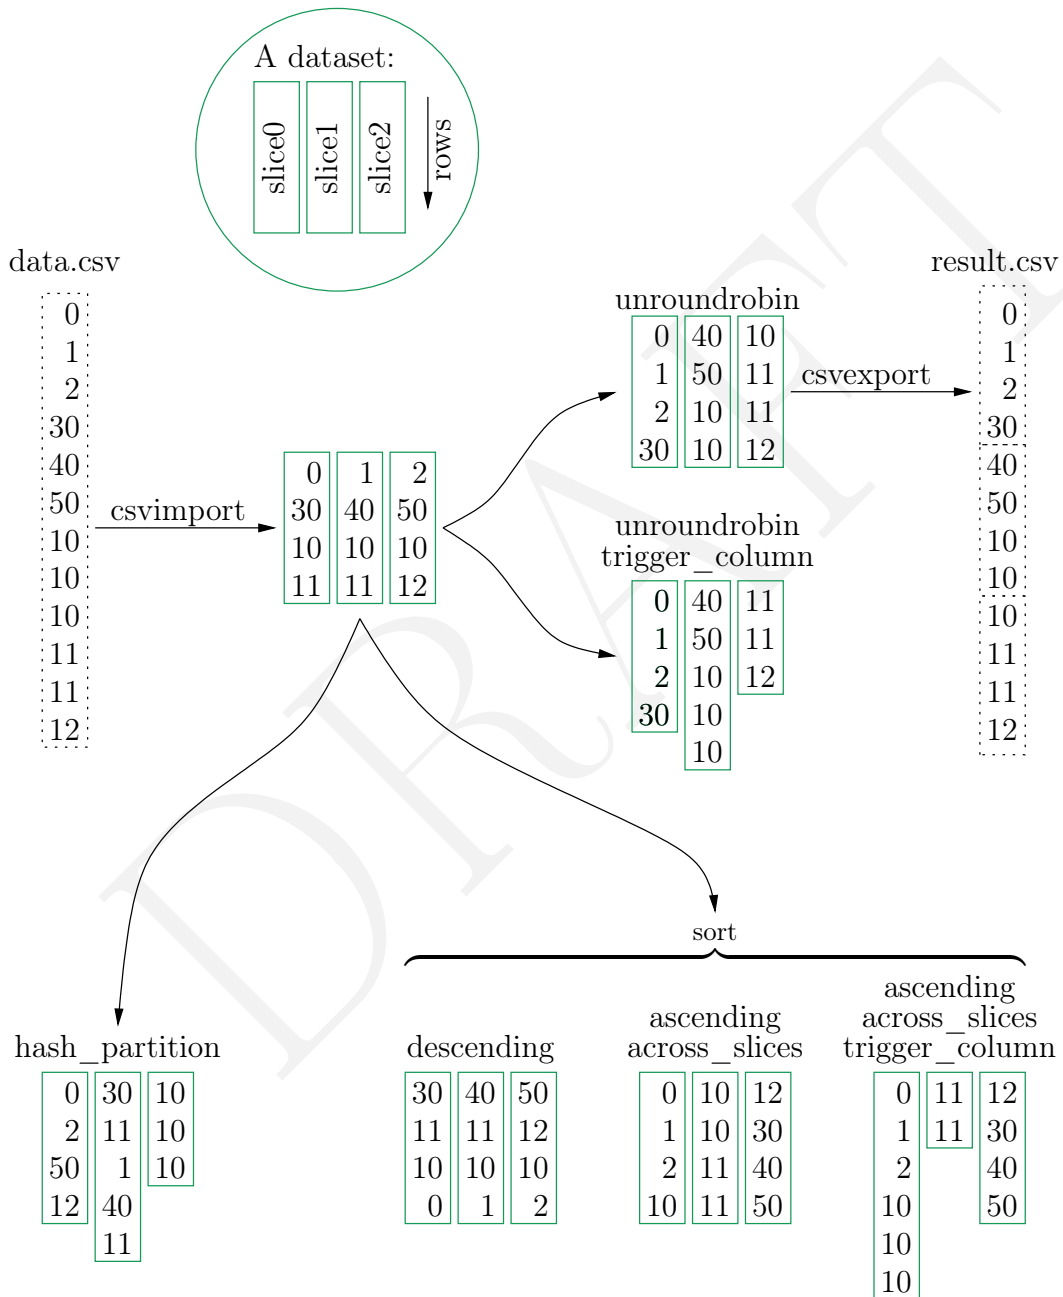 A dataset:
slice0
slice1
slice2
rows
data.csv
0
1
2
30
40
50
10
10
10
11
11
12
csvimport
0 1 2
30 40 50
10 10 10
11 11 12
unroundrobin
0 40 10
1 50 11
2 10 11
30 10 12
csvexport
result.csv
0
1
2
30
40
50
10
10
10
11
11
12
unroundrobin
trigger_column
0 40 11
1 50 11
2 10 12
30 10
10
hash_partition
0 30 10
2 11 10
50 1 10
12 40
11
sort
descending
30 40 50
11 11 12
10 10 10
0 1 2
ascending
across_slices
0 10 12
1 10 30
2 11 40
10 11 50
ascending
across_slices
trigger_column
0 11 12
1 11 30
2 40
10 50
10
10
DRAFT